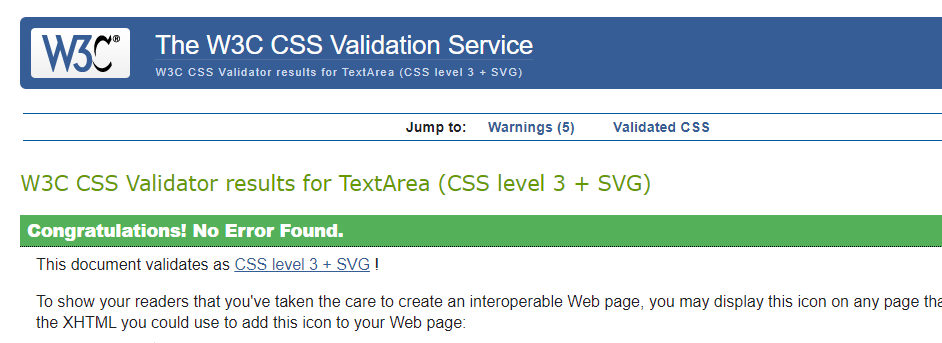 W3C®
The W3C CSS Validation Service
W3C CSS Validator results for TextArea (CSS level 3 + SVG)
Jump to: Warnings (5) Validated CSS
W3C CSS Validator results for TextArea (CSS level 3 + SVG)
Congratulations! No Error Found.
This document validates as CSS level 3 + SVG !
To show your readers that you've taken the care to create an interoperable Web page, you may display this icon on any page
the XHTML you could use to add this icon to your Web page: